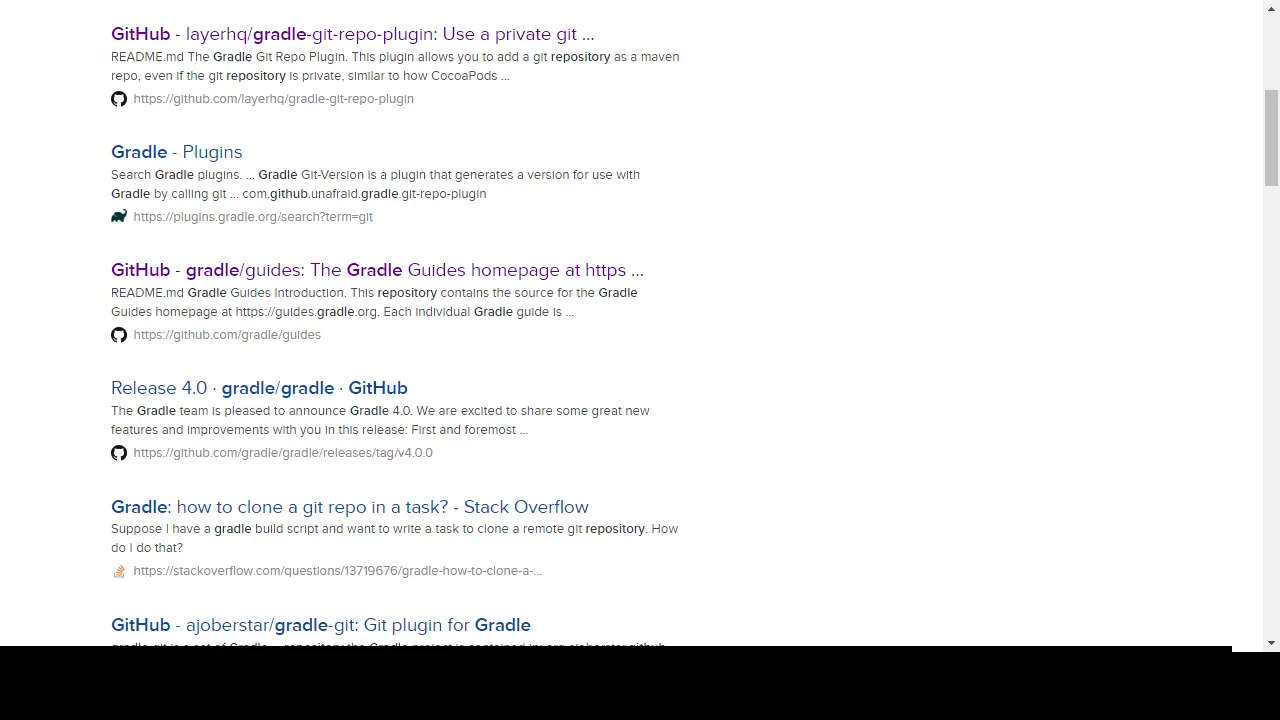 GitHub - layerhq/gradle-git-repo-plugin: Use a private git ...
README.md The Gradle Git Repo Plugin. This plugin allows you to add a git repository as a maven
repo, even if the git repository is private, similar to how CocoaPods ...
https://github.com/layerhq/gradle-git-repo-plugin
Gradle - Plugins
Search Gradle plugins. ... Gradle Git-Version is a plugin that generates a version for use with
Gradle by calling git ... com.github.unafraid.gradle.git-repo-plugin
https://plugins.gradle.org/search?term=git
GitHub - gradle/guides: The Gradle Guides homepage at https ...
README.md Gradle Guides Introduction. This repository contains the source for the Gradle
Guides homepage at https://guides.gradle.org. Each individual Gradle guide is ...
https://github.com/gradle/guides
Release 4.0 · gradle/gradle · GitHub
The Gradle team is pleased to announce Gradle 4.0. We are excited to share some great new
features and improvements with you in this release: First and foremost ...
https://github.com/gradle/gradle/releases/tag/v4.0.0
Gradle: how to clone a git repo in a task? - Stack Overflow
Suppose I have a gradle build script and want to write a task to clone a remote git repository. How
do I do that?
https://stackoverflow.com/questions/13719676/gradle-how-to-clone-a-...
GitHub - ajoberstar/gradle-git: Git plugin for Gradle